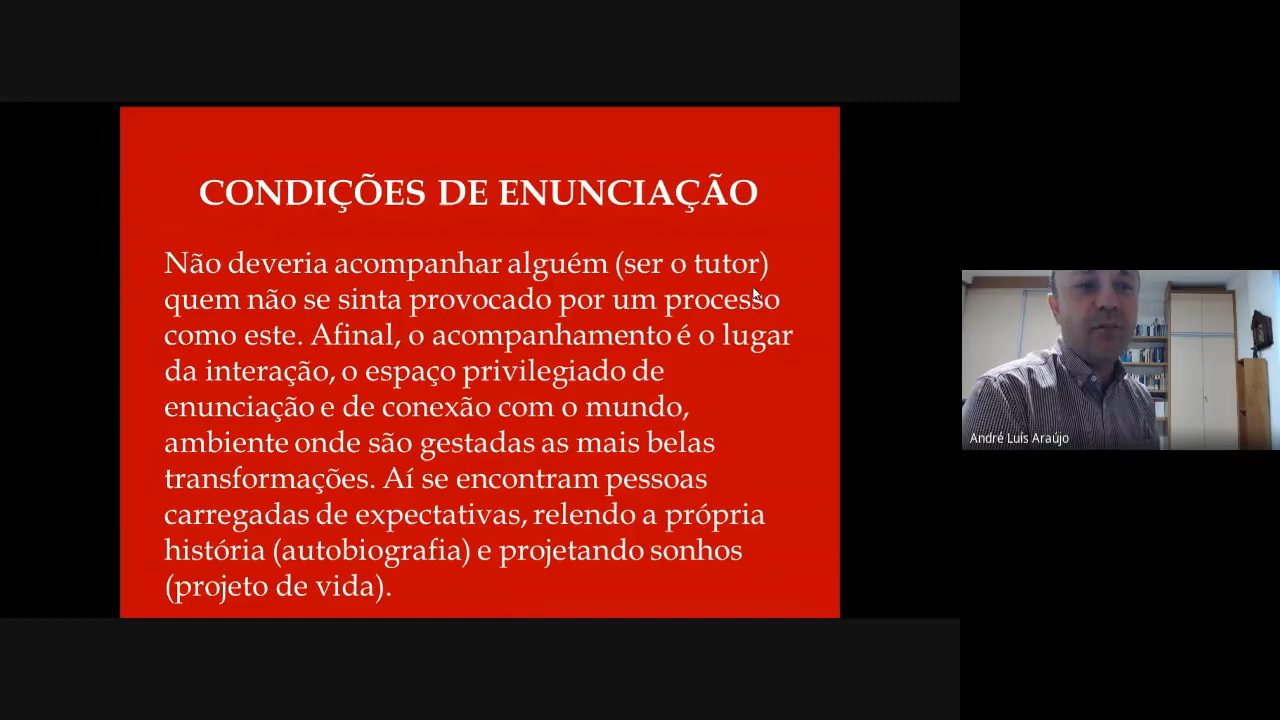 CONDIÇÕES DE ENUNCIAÇÃO
Não deveria acompanhar alguém (ser o tutor)
quem não se sinta provocado por um processo
como este. Afinal, o acompanhamento é o lugar
da interação, o espaço privilegiado de
enunciação e de conexão com o mundo,
ambiente onde são gestadas as mais belas
transformações. Aí se encontram pessoas
carregadas de expectativas, relendo a própria
história (autobiografia) e projetando sonhos
(projeto de vida).
André Luís Araújo